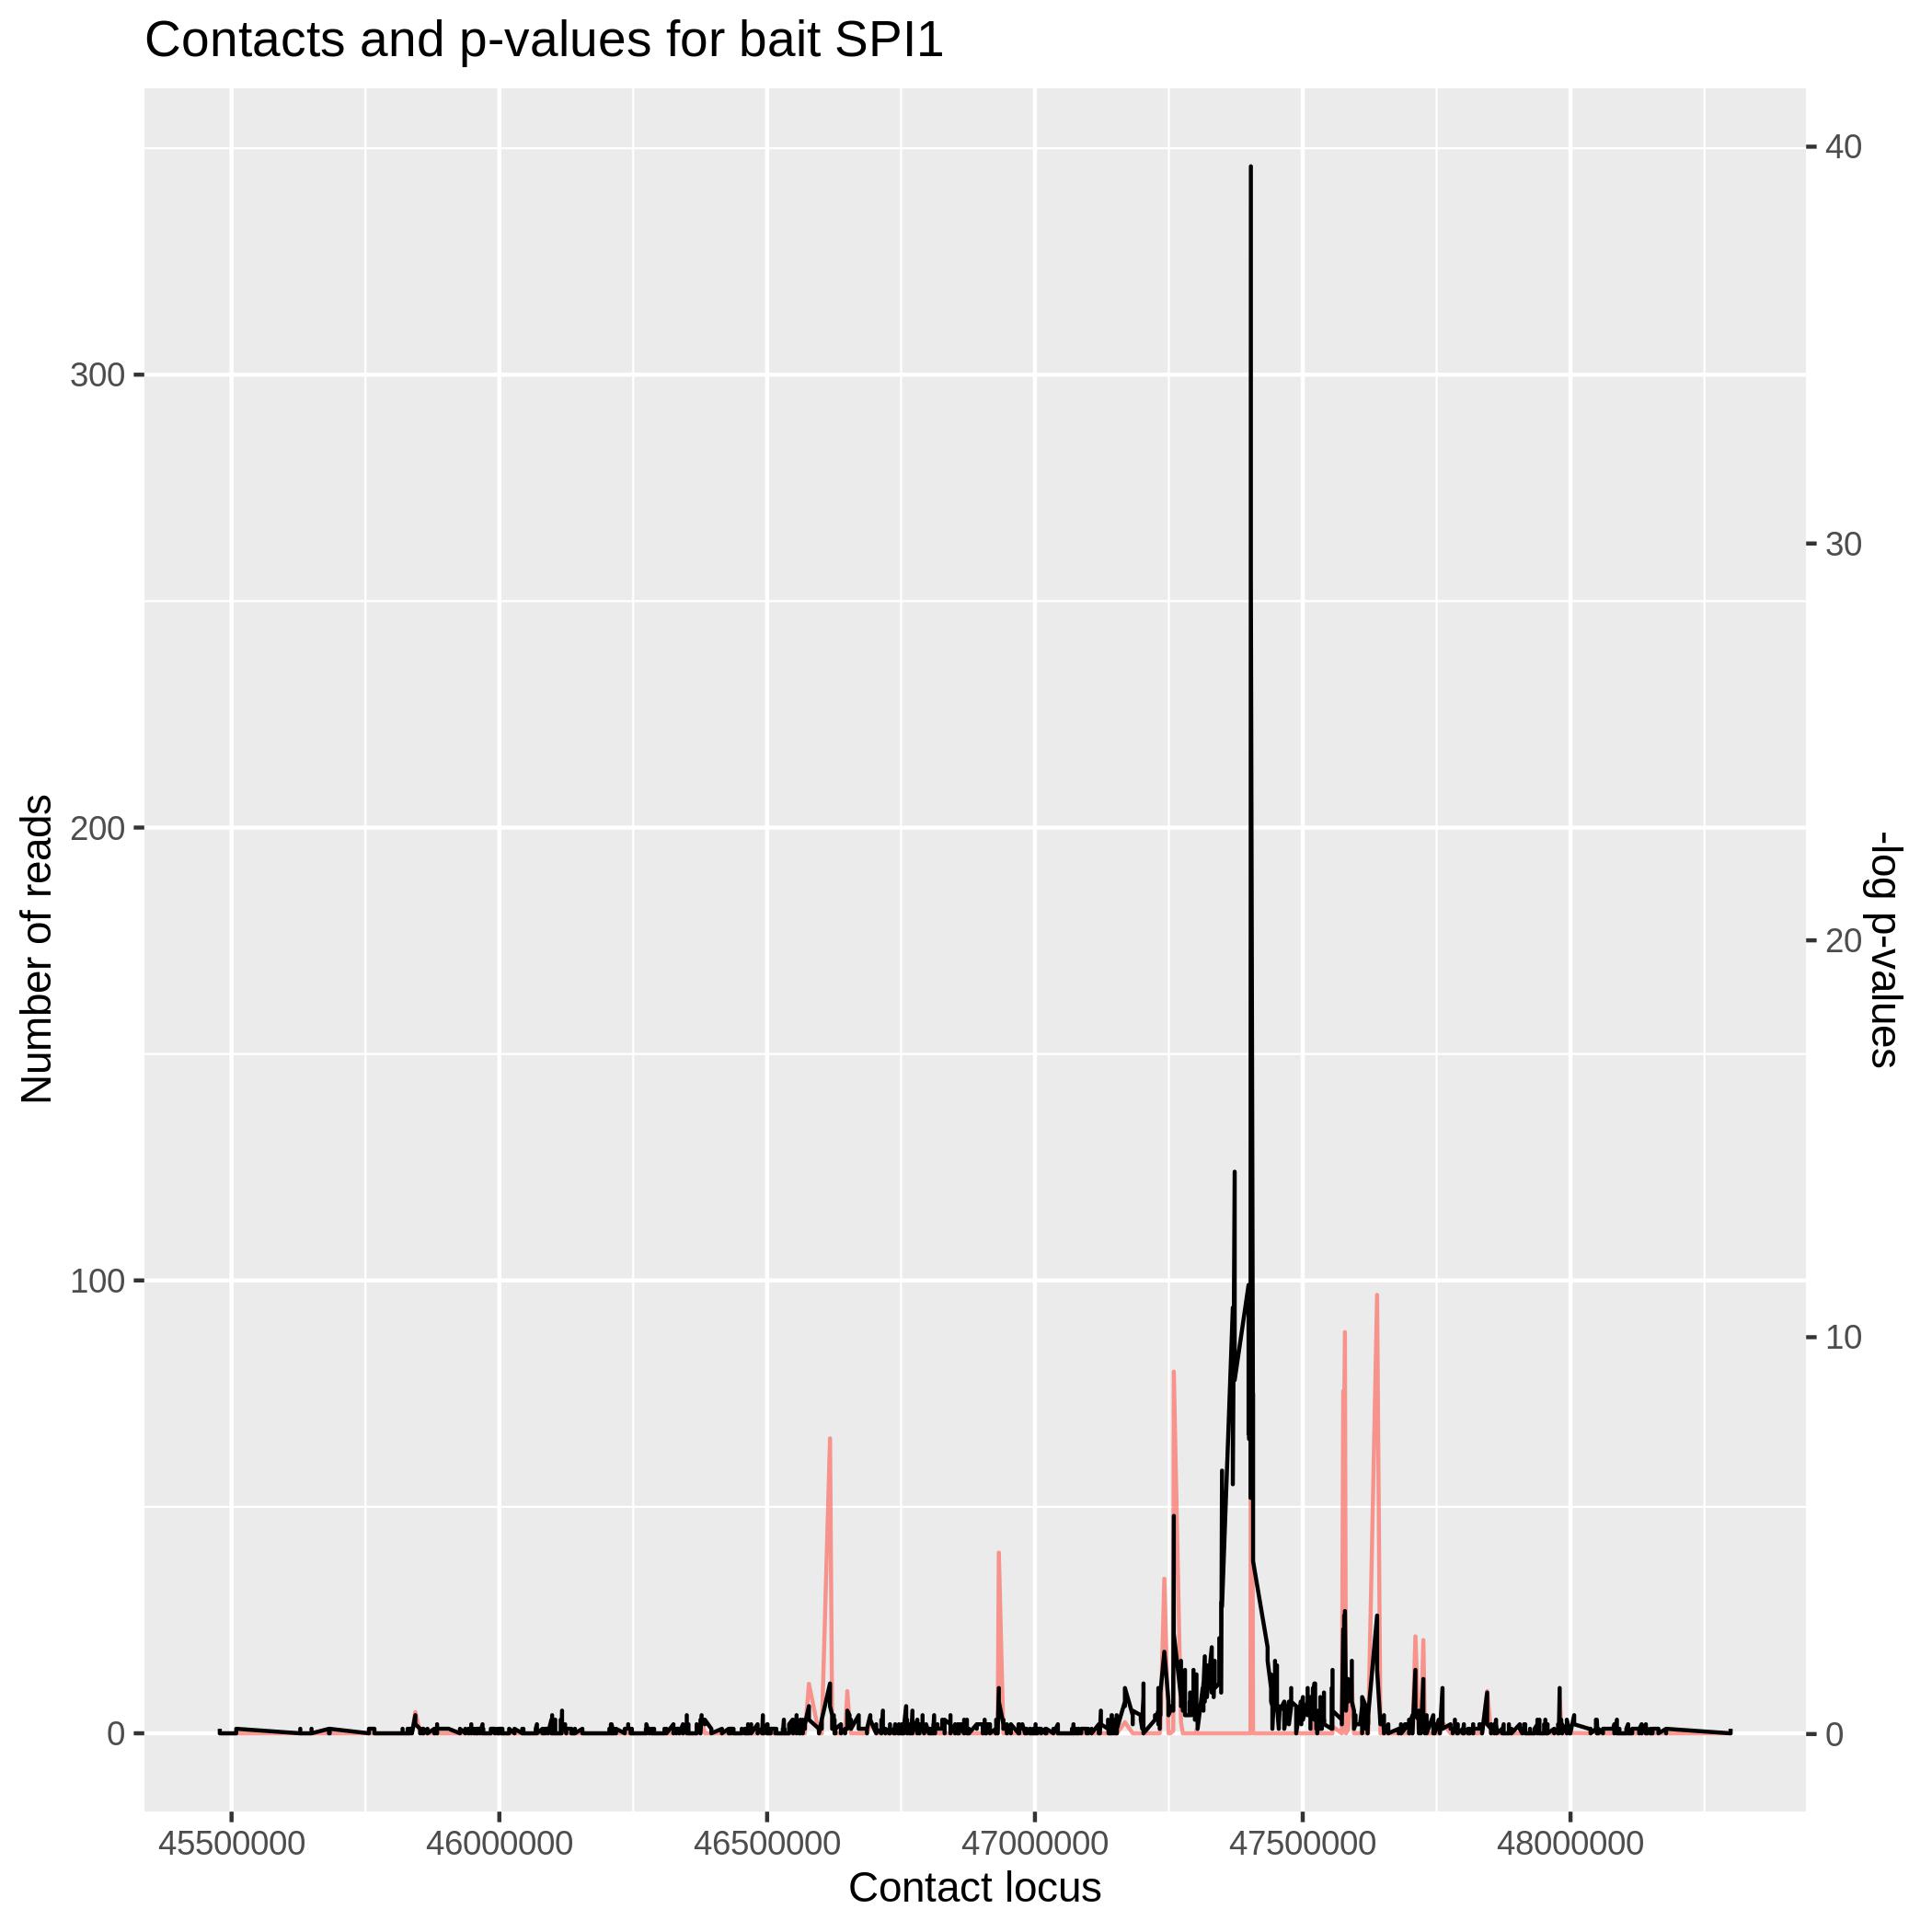 Contacts and p-values for bait SPI1
Number of reads
300
200
100
0
40
30
20
10
0
-log p-values
45500000 46000000 46500000 47000000 47500000 48000000
Contact locus